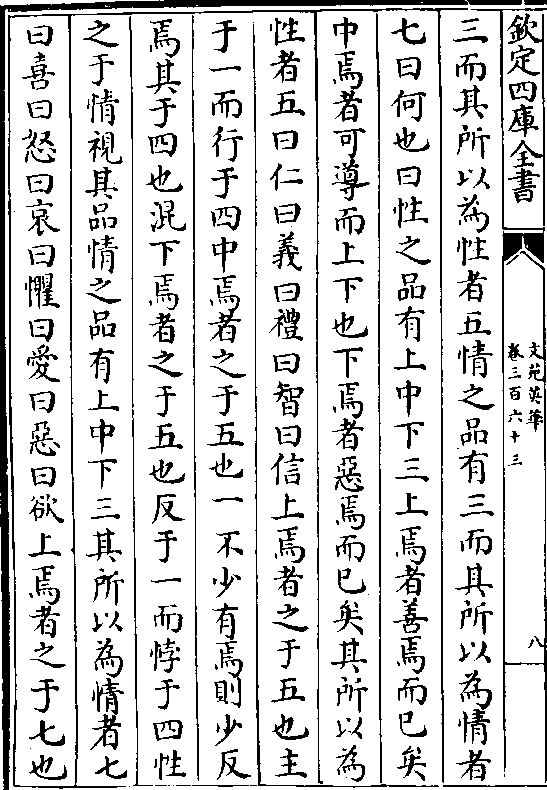 欽定四庫全書
文苑英華
卷三百六十三
八
三而其所以為性者五情之品有三而其所以為情者
七曰何也曰性之品有上中下三上焉者善焉而已矣
中焉者可導而上下也下焉者惡焉而已矣其所以為
性者五曰仁曰義曰禮曰智曰信上焉者之于五也主
于一而行于四中焉者之于五也一 不少有焉則少反
焉其于四也混下焉者之于五也反于一而悖于四性
之于情視其品情之品有上中下三其所以為情者七
曰喜曰怒曰哀曰懼曰愛曰惡曰欲上焉者之于七也